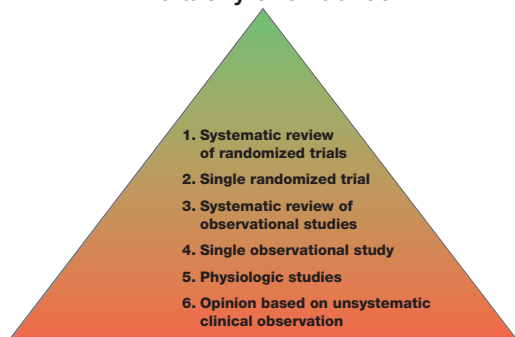 1. Systematic review
of randomized trials
2. Single randomized trial
3. Systematic review of
observational studies
4. Single observational study
5. Physiologic studies
6. Opinion based on unsystematic
clinical observation